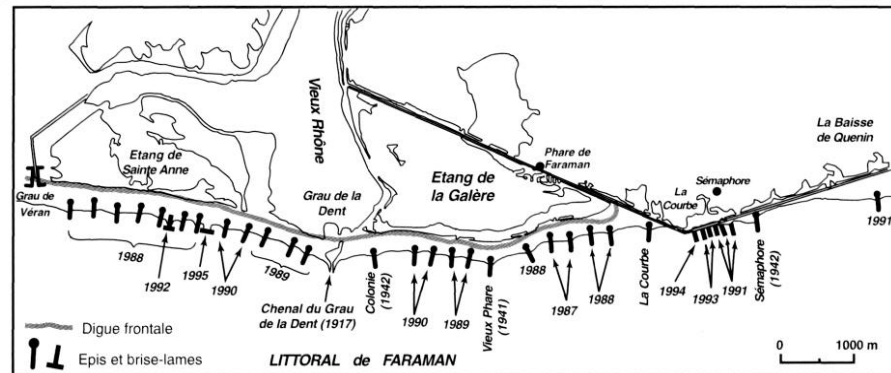 Vieux Rhône
Etang de
Sainte Anne
Grau de
Véran
Grau de la
Dent
Etang de
la Galère
Phare de
Faraman
La
Courbe
Sémaphore
La Baisse
de Quenin
1988
1992
1995
1990
1989
Chenal du Grau
de la Dent (1917)
Colonie
(1942)
1990
1989
Vieux Phare
(1941)
1988
1987
1988
La Courbe
1994
1993
1991
Sémaphore
(1942)
1991
Digue frontale
Epis et brise-lames
LITTORAL de FARAMAN
0 1000 m